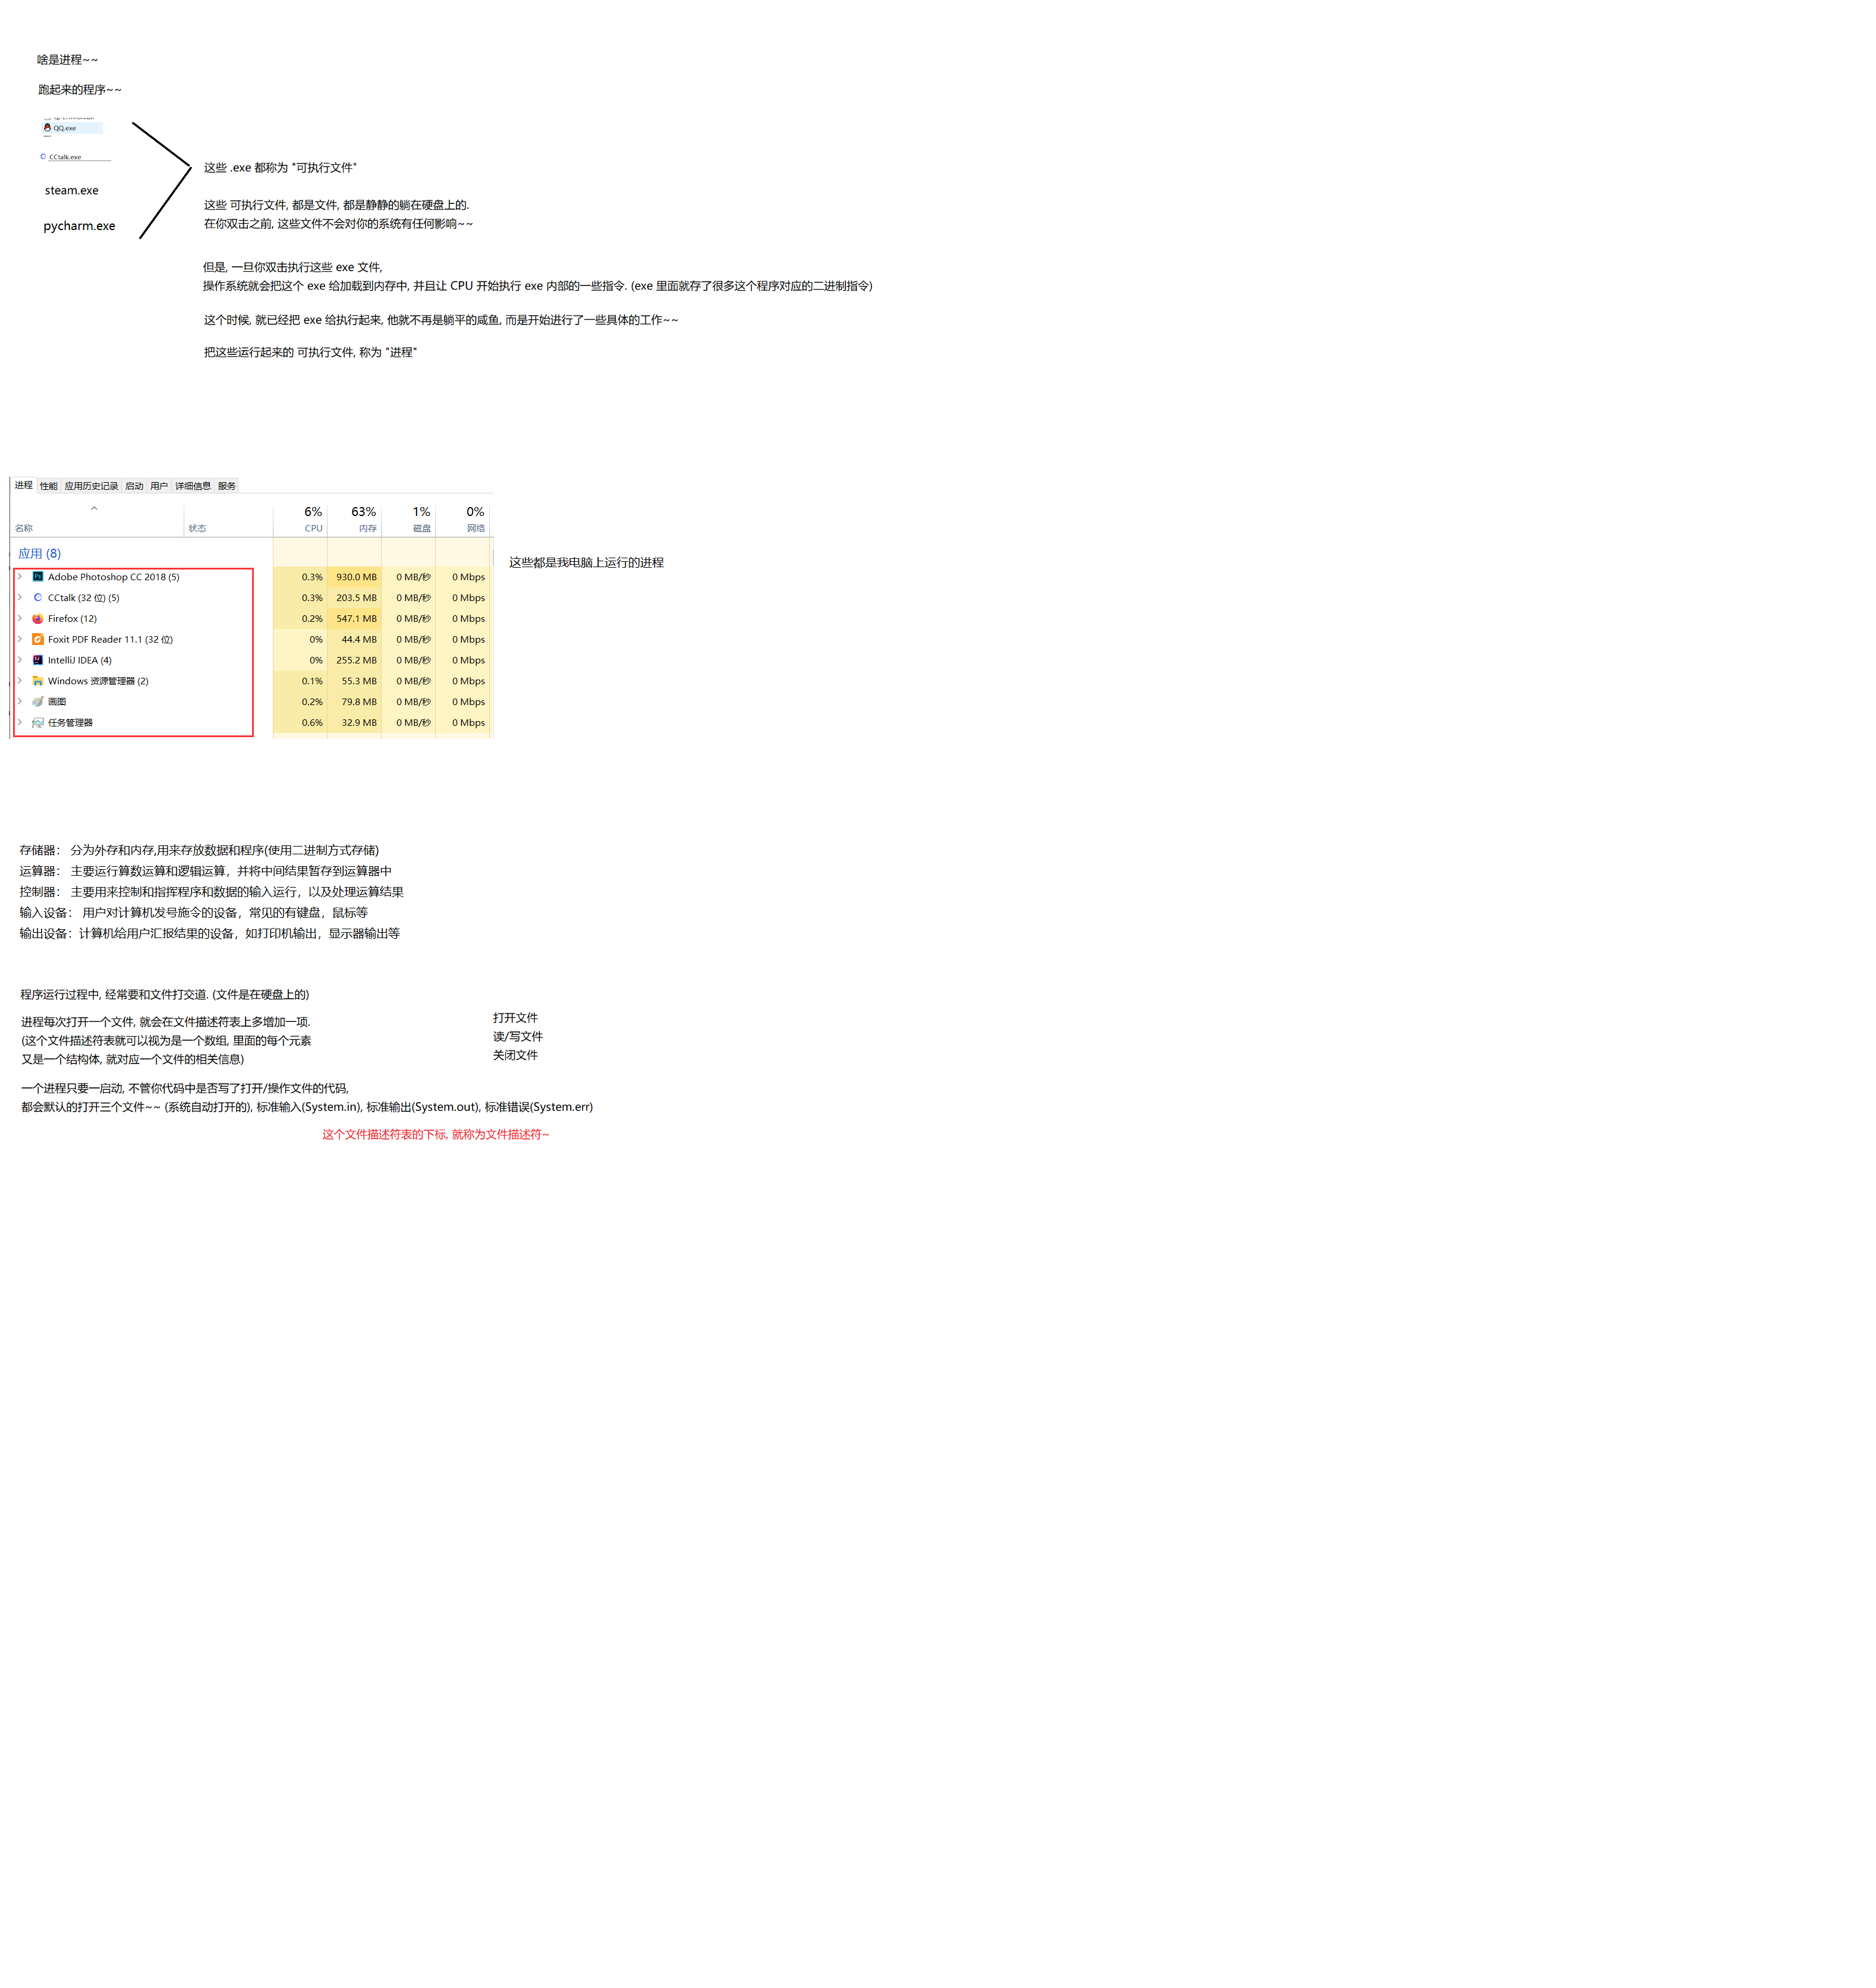 啥是进程~~
跑起来的程序~~
QQ.exe
CCtalk.exe
steam.exe
pycharm.exe
这些 .exe 都称为 "可执行文件"
这些 可执行文件, 都是文件, 都是静静的躺在硬盘上的.
在你双击之前, 这些文件不会对你的系统有任何影响~~
但是, 一旦你双击执行这些 exe 文件,
操作系统就会把这个 exe 给加载到内存中, 并且让 CPU 开始执行 exe 内部的一些指令. (exe 里面就存了很多这个程序对应的二进制指令)
这个时候, 就已经把 exe 给执行起来, 他就不再是躺平的咸鱼, 而是开始进行了一些具体的工作~~
把这些运行起来的 可执行文件, 称为 "进程"
进程 性能 应用历史记录 启动 用户 详细信息 服务
6% 63% 1% 0%
名称 状态 CPU 内存 磁盘 网络
应用 (8)
Adobe Photoshop CC 2018 (5) 0.3% 930.0 MB 0 MB/秒 0 Mbps
CCtalk (32 位) (5) 0.3% 203.5 MB 0 MB/秒 0 Mbps
Firefox (12) 0.2% 547.1 MB 0 MB/秒 0 Mbps
Foxit PDF Reader 11.1 (32 位) 0% 44.4 MB 0 MB/秒 0 Mbps
IntelliJ IDEA (4) 0% 255.2 MB 0 MB/秒 0 Mbps
Windows 资源管理器 (2) 0.1% 55.3 MB 0 MB/秒 0 Mbps
画图 0.2% 79.8 MB 0 MB/秒 0 Mbps
任务管理器 0.6% 32.9 MB 0 MB/秒 0 Mbps
这些都是我电脑上运行的进程
存储器： 分为外存和内存,用来存放数据和程序(使用二进制方式存储)
运算器： 主要运行算数运算和逻辑运算，并将中间结果暂存到运算器中
控制器： 主要用来控制和指挥程序和数据的输入运行，以及处理运算结果
输入设备： 用户对计算机发号施令的设备，常见的有键盘，鼠标等
输出设备：计算机给用户汇报结果的设备，如打印机输出，显示器输出等
程序运行过程中, 经常要和文件打交道. (文件是在硬盘上的)
进程每次打开一个文件, 就会在文件描述符表上多增加一项.
(这个文件描述符表就可以视为是一个数组, 里面的每个元素
又是一个结构体, 就对应一个文件的相关信息)
打开文件
读/写文件
关闭文件
一个进程只要一启动, 不管你代码中是否写了打开/操作文件的代码,
都会默认的打开三个文件~~ (系统自动打开的), 标准输入(System.in), 标准输出(System.out), 标准错误(System.err)
这个文件描述符表的下标, 就称为文件描述符~